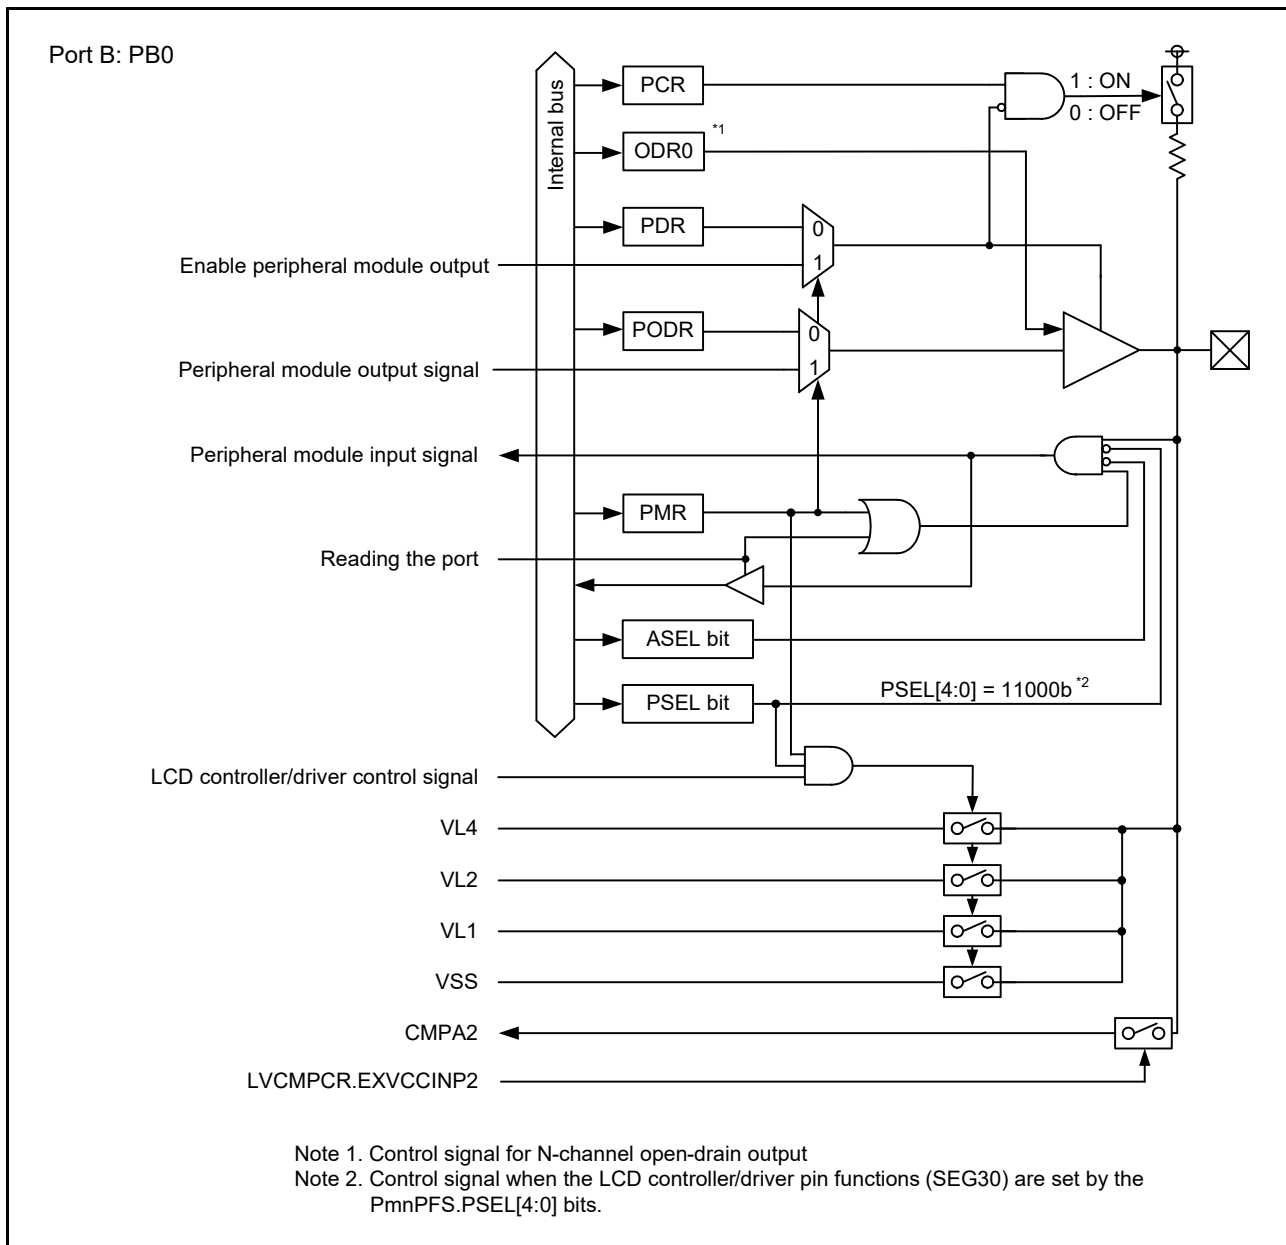 Port B: PB0
Internal bus
PCR
1 : ON
0 : OFF
ODR0 *1
PDR
0
1
Enable peripheral module output
PODR
0
1
Peripheral module output signal
Peripheral module input signal
PMR
Reading the port
ASEL bit
PSEL bit
PSEL[4:0] = 11000b *2
LCD controller/driver control signal
VL4
VL2
VL1
VSS
CMPA2
LVCMPCR.EXVCCINP2
Note 1. Control signal for N-channel open-drain output
Note 2. Control signal when the LCD controller/driver pin functions (SEG30) are set by the
PmnPFS.PSEL[4:0] bits.